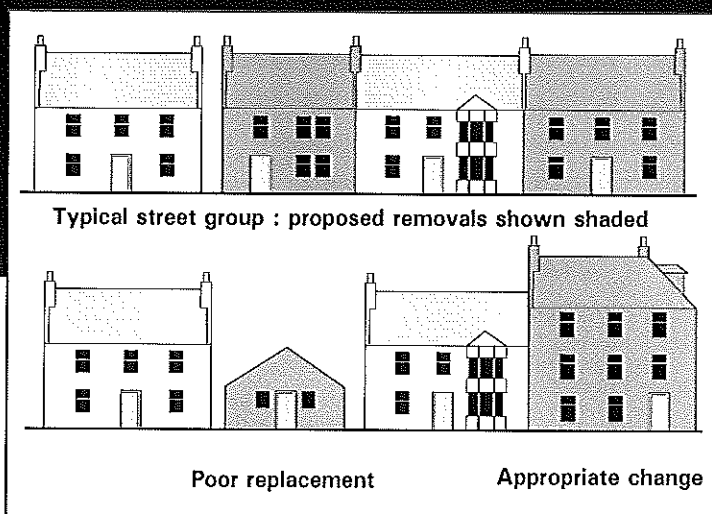 Typical street group : proposed removals shown shaded
Poor replacement
Appropriate change